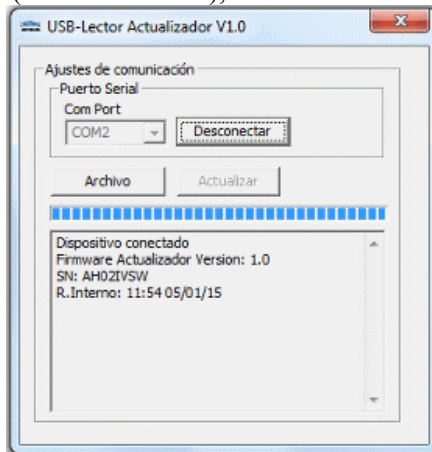 USB-Lector Actualizador V1.0
Ajustes de comunicación
Puerto Serial
Com Port
COM2
Desconectar
Archivo
Actualizar
Dispositivo conectado
Firmware Actualizador Version: 1.0
SN: AH02IVSW
R.Interno: 11:54 05/01/15